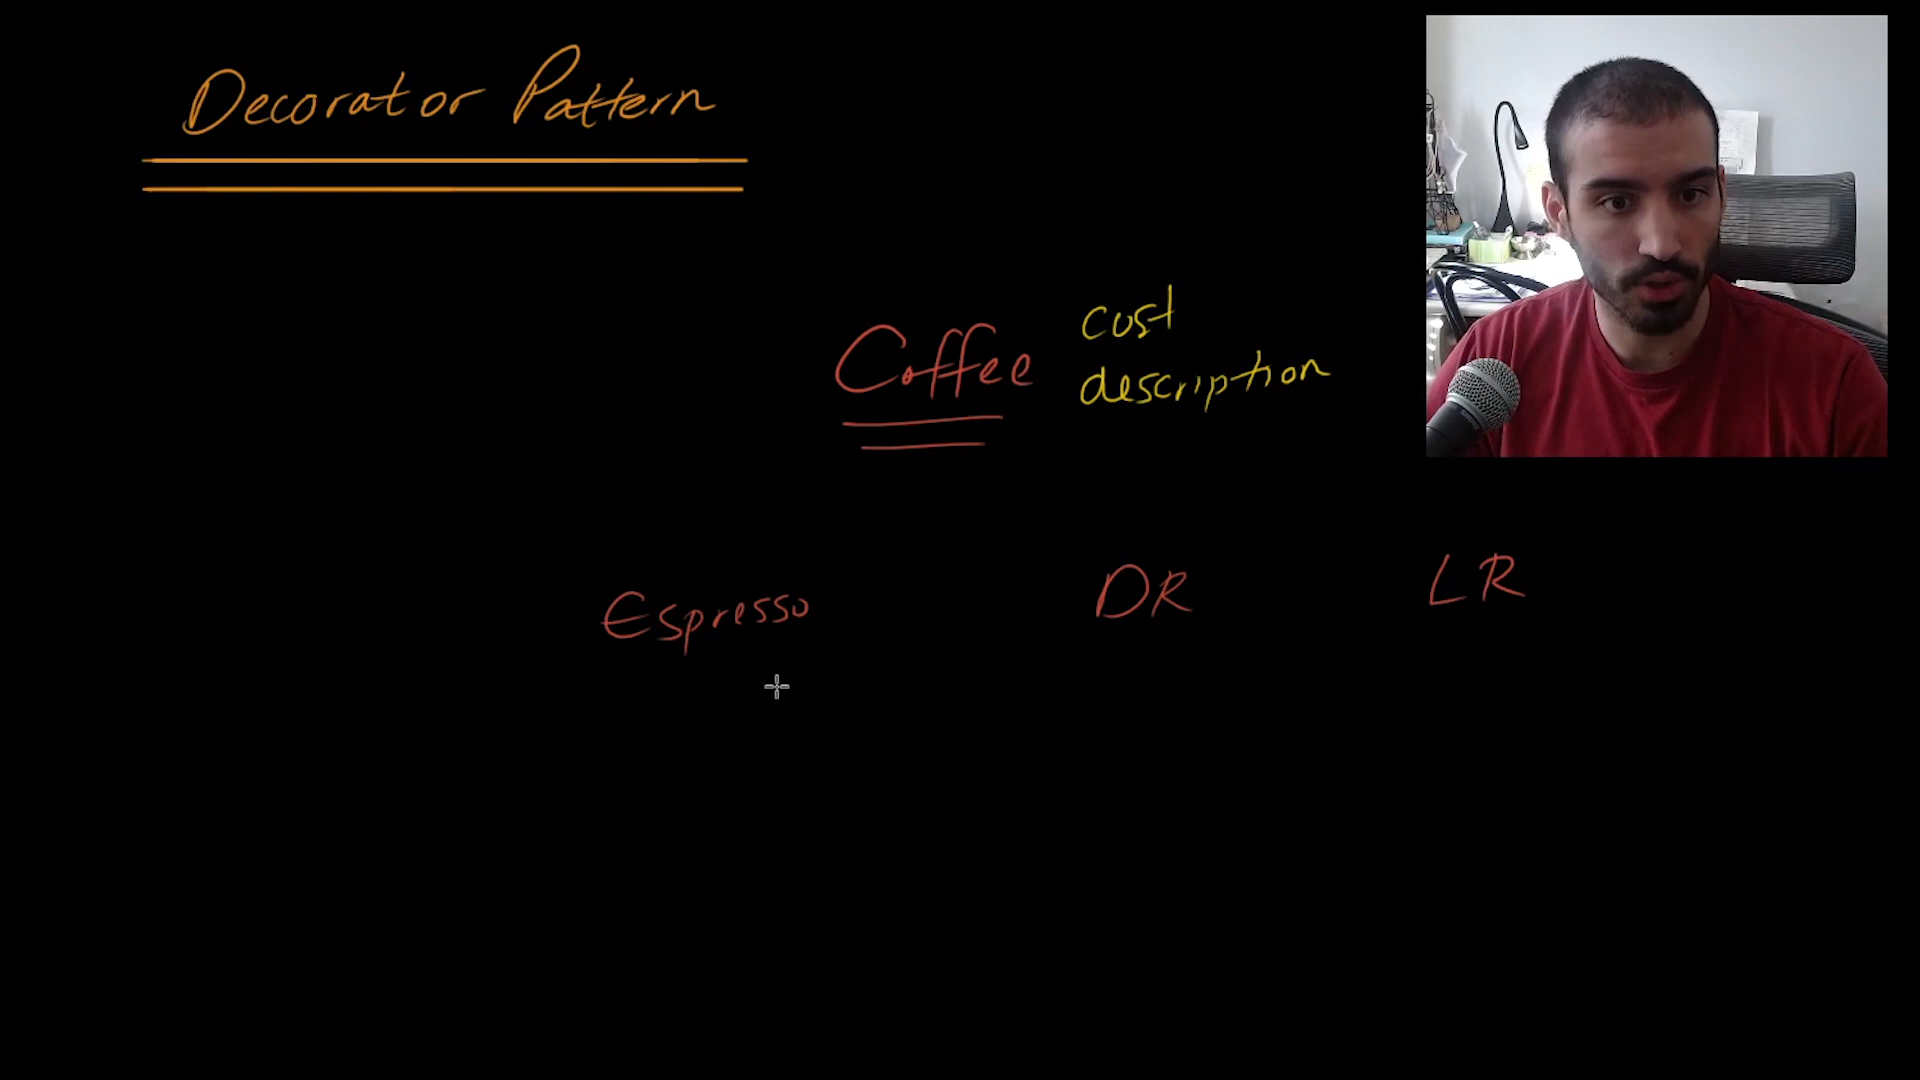 Decorator Pattern
Coffee
cost
description
Espresso
DR
LR